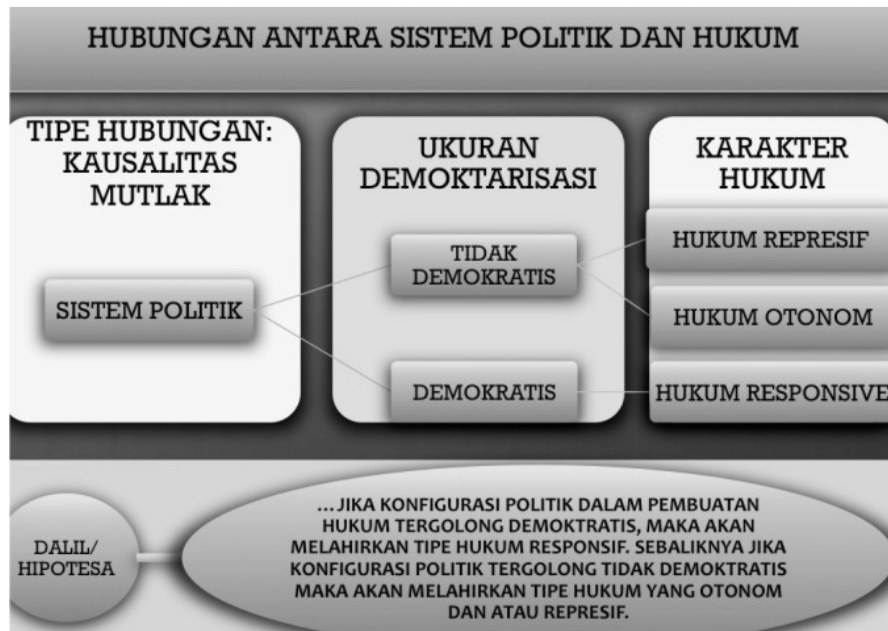 HUBUNGAN ANTARA SISTEM POLITIK DAN HUKUM
TIPE HUBUNGAN:
KAUSALITAS
MUTLAK
SISTEM POLITIK
UKURAN
DEMOKTARISASI
TIDAK
DEMOKRATIS
DEMOKRATIS
KARAKTER
HUKUM
HUKUM REPRESIF
HUKUM OTONOM
HUKUM RESPONSIVE
DALIL/
HIPOTESA
...JIKA KONFIGURASI POLITIK DALAM PEMBUATAN
HUKUM TERGOLONG DEMOKTRATIS, MAKA AKAN
MELAHIRKAN TIPE HUKUM RESPONSIF. SEBALIKNYA JIKA
KONFIGURASI POLITIK TERGOLONG TIDAK DEMOKTRATIS
MAKA AKAN MELAHIRKAN TIPE HUKUM YANG OTONOM
DAN ATAU REPRESIF.